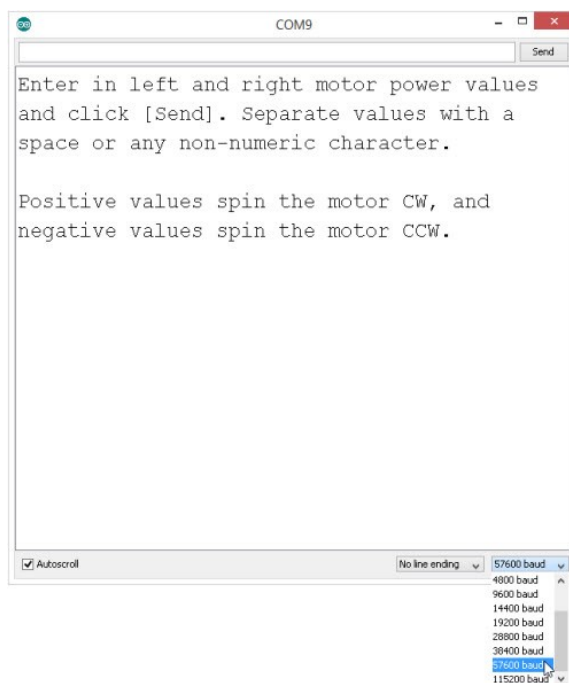 COM9
Send
Enter in left and right motor power values
and click [Send]. Separate values with a
space or any non-numeric character.
Positive values spin the motor CW, and
negative values spin the motor CCW.
Autoscroll
No line ending
57600 baud
4800 baud
9600 baud
14400 baud
19200 baud
28800 baud
38400 baud
57600 baud
115200 baud